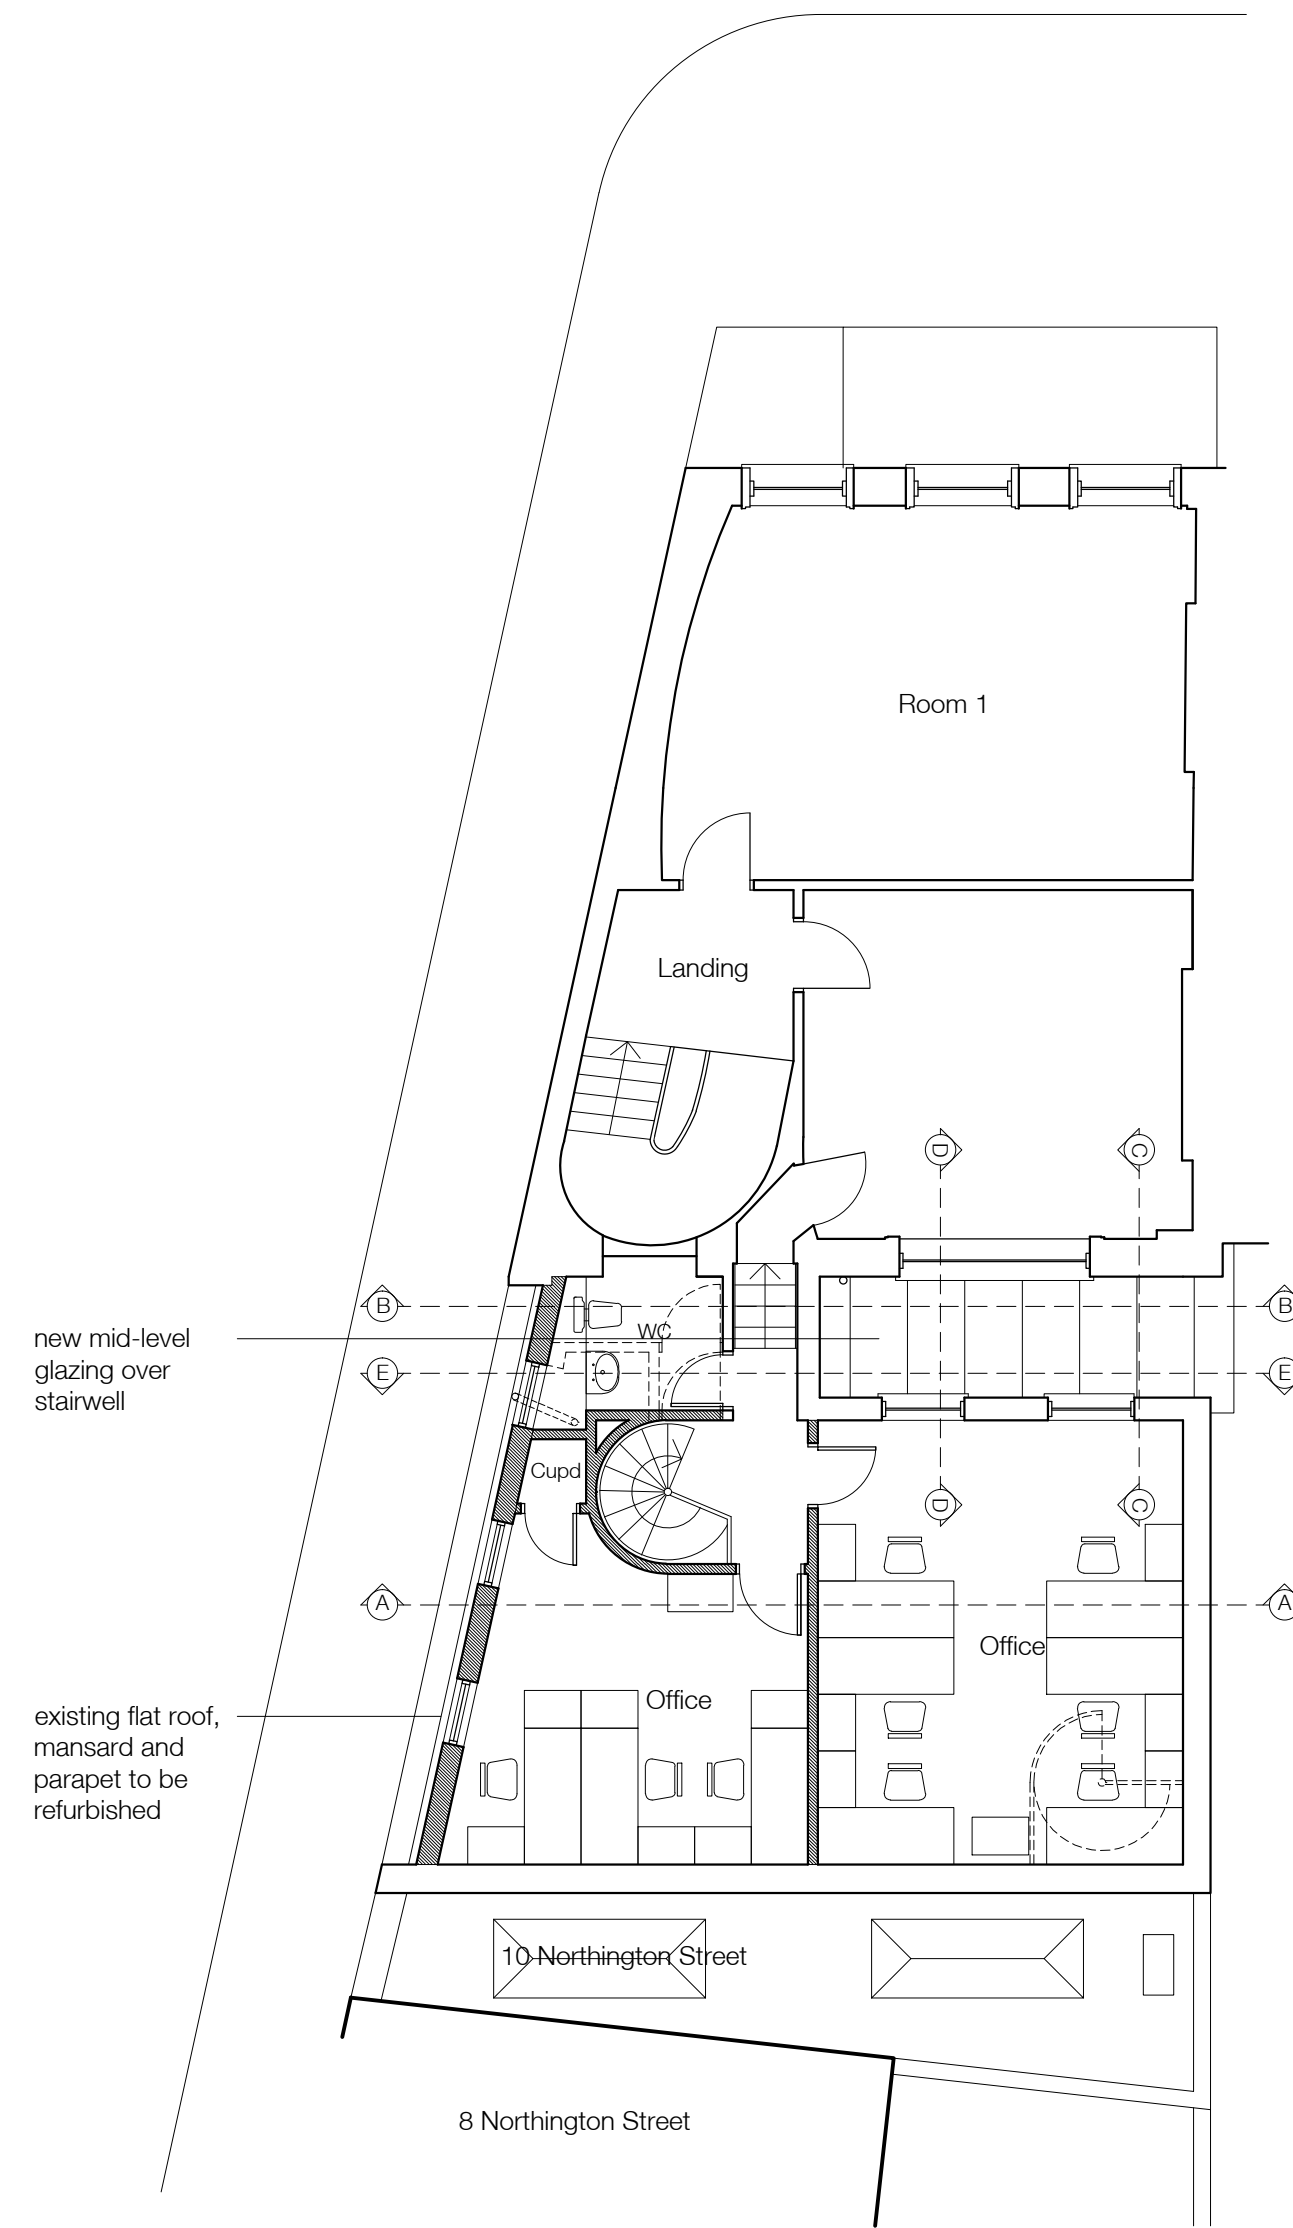 Room 1
Landing
D
C
B
B
new mid-level
glazing over
stairwell
WC
E
E
Cupd
D
C
A
A
Office
Office
existing flat roof,
mansard and
parapet to be
refurbished
10 Northington Street
8 Northington Street